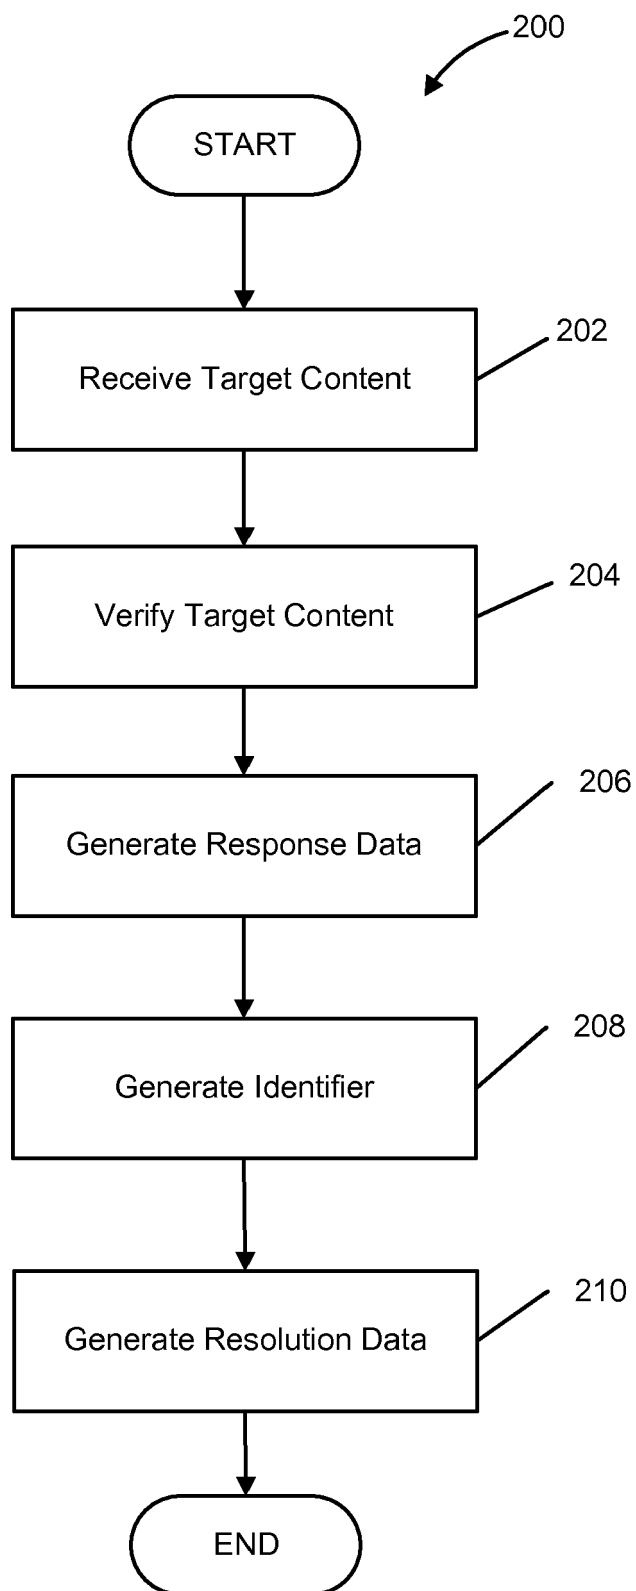 200
START
Receive Target Content
202
Verify Target Content
204
Generate Response Data
206
Generate Identifier
208
Generate Resolution Data
210
END